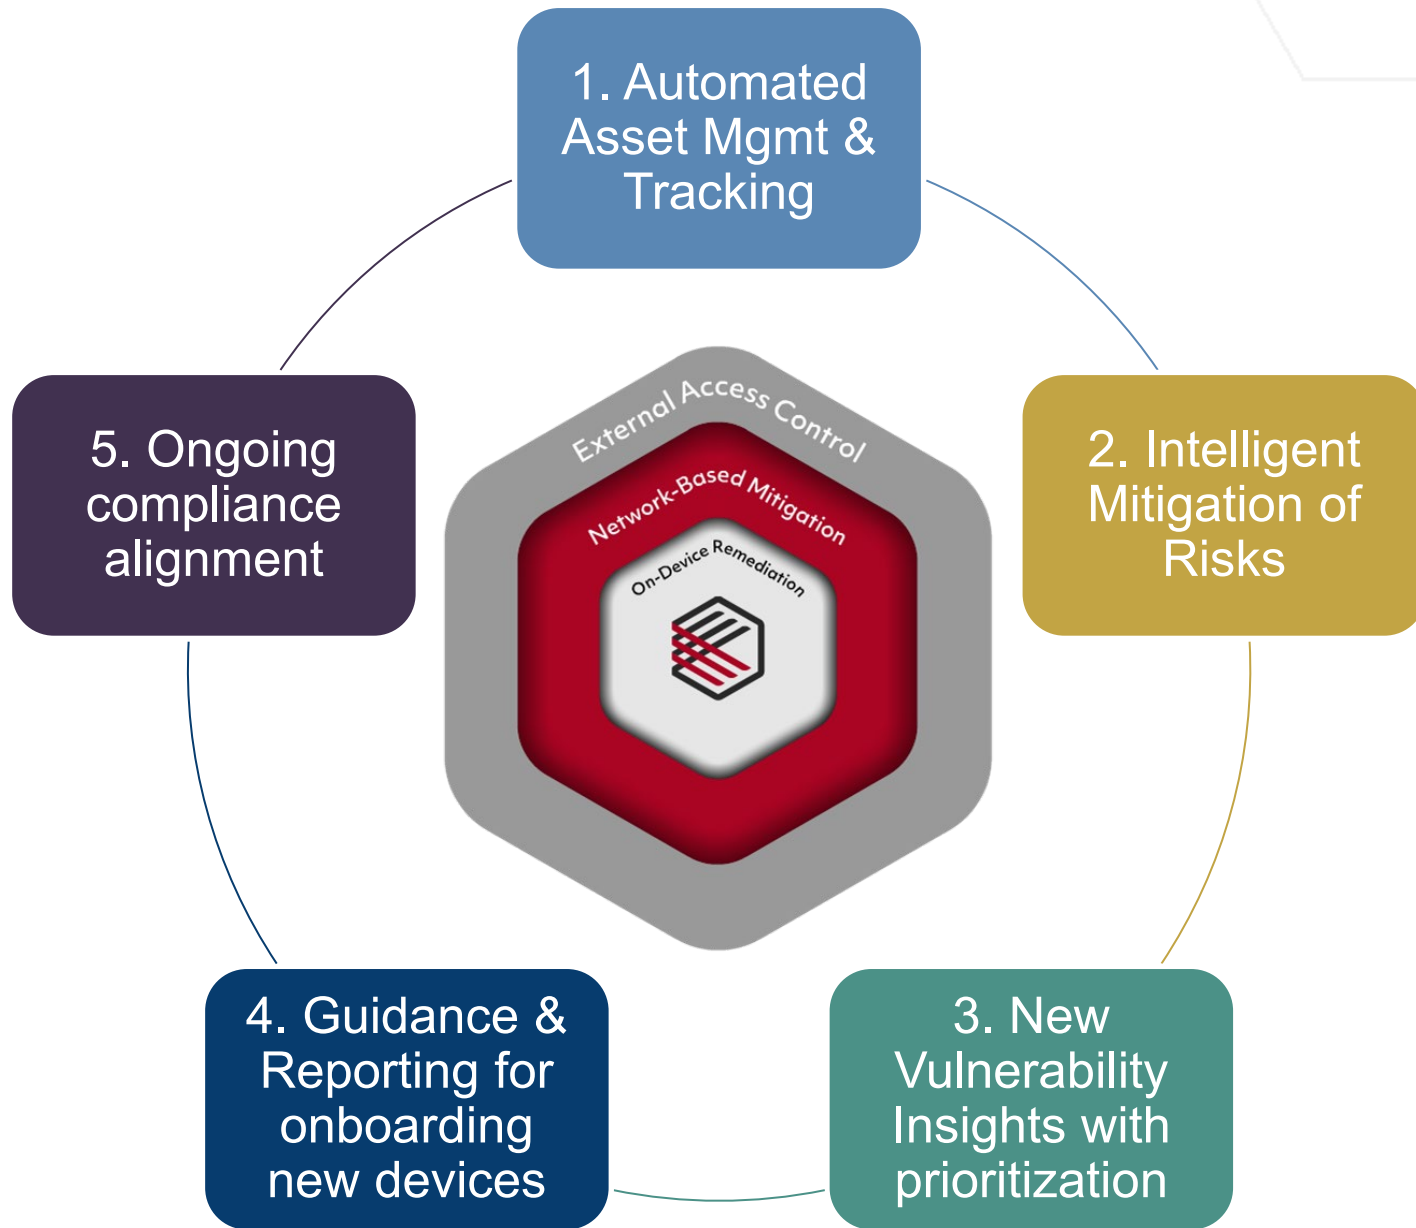 1. Automated
Asset Mgmt &
Tracking
2. Intelligent
Mitigation of
Risks
3. New
Vulnerability
Insights with
prioritization
4. Guidance &
Reporting for
onboarding
new devices
5. Ongoing
compliance
alignment
External Access Control
Network-Based Mitigation
On-Device Remediation